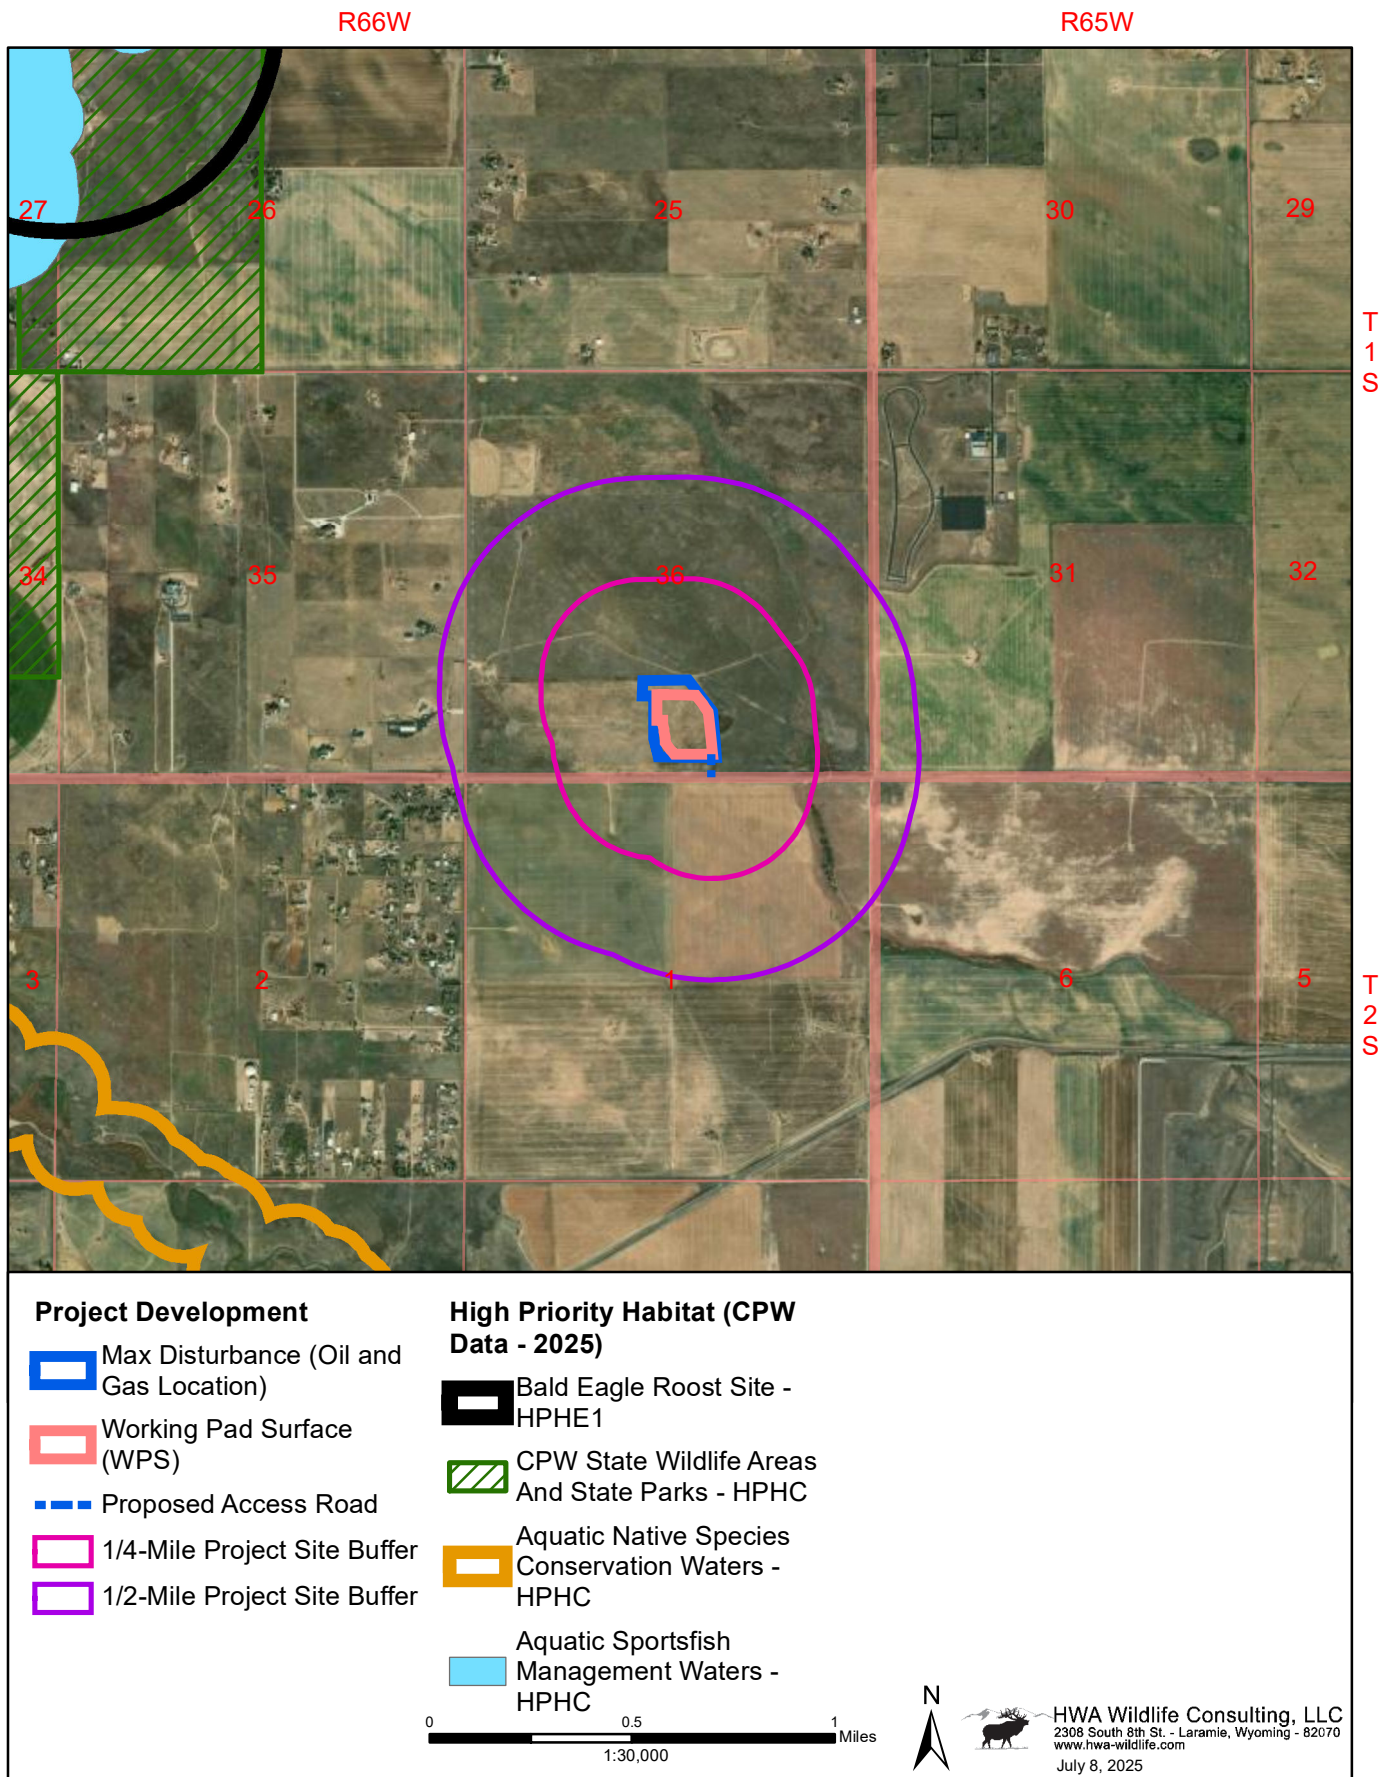 R66W
R65W
27
26
25
30
29
T
1
S
34
35
36
31
32
3
2
1
6
5
T
2
S
Project Development
Max Disturbance (Oil and
Gas Location)
Working Pad Surface
(WPS)
Proposed Access Road
1/4-Mile Project Site Buffer
1/2-Mile Project Site Buffer
High Priority Habitat (CPW
Data - 2025)
Bald Eagle Roost Site -
HPHE1
CPW State Wildlife Areas
And State Parks - HPHC
Aquatic Native Species
Conservation Waters -
HPHC
Aquatic Sportsfish
Management Waters -
HPHC
0 0.5 1
Miles
1:30,000
N
HWA Wildlife Consulting, LLC
2308 South 8th St. - Laramie, Wyoming - 82070
www.hwa-wildlife.com
July 8, 2025